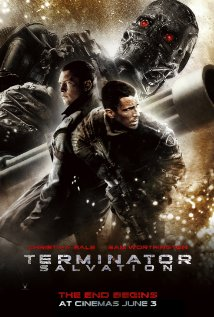 CHRISTIAN BALE SAM WORTHINGTON
TERMINATOR
SALVATION
THE END BEGINS
AT CINEMAS JUNE 3